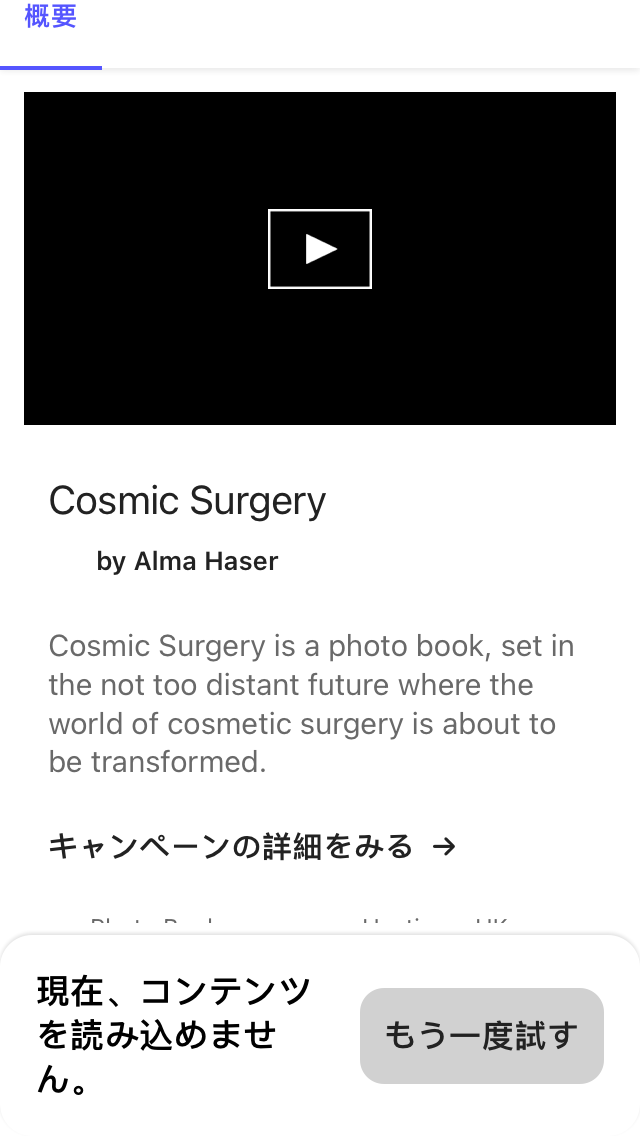 概要
Cosmic Surgery
by Alma Haser
Cosmic Surgery is a photo book, set in
the not too distant future where the
world of cosmetic surgery is about to
be transformed.
キャンペーンの詳細をみる →
現在、コンテンツ
を読み込めませ
ん。
もう一度試す